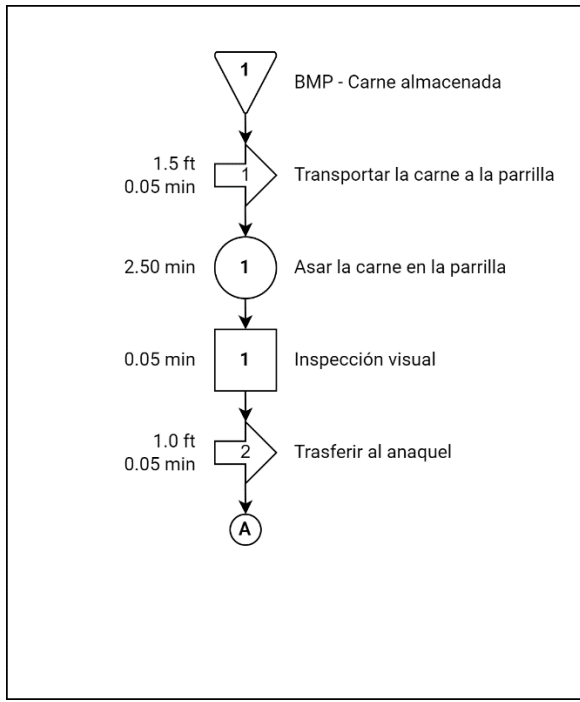 1
BMP - Carne almacenada
1.5 ft
0.05 min
1
Transportar la carne a la parrilla
2.50 min
1
Asar la carne en la parrilla
0.05 min
1
Inspección visual
1.0 ft
0.05 min
2
Trasferir al anaquel
A